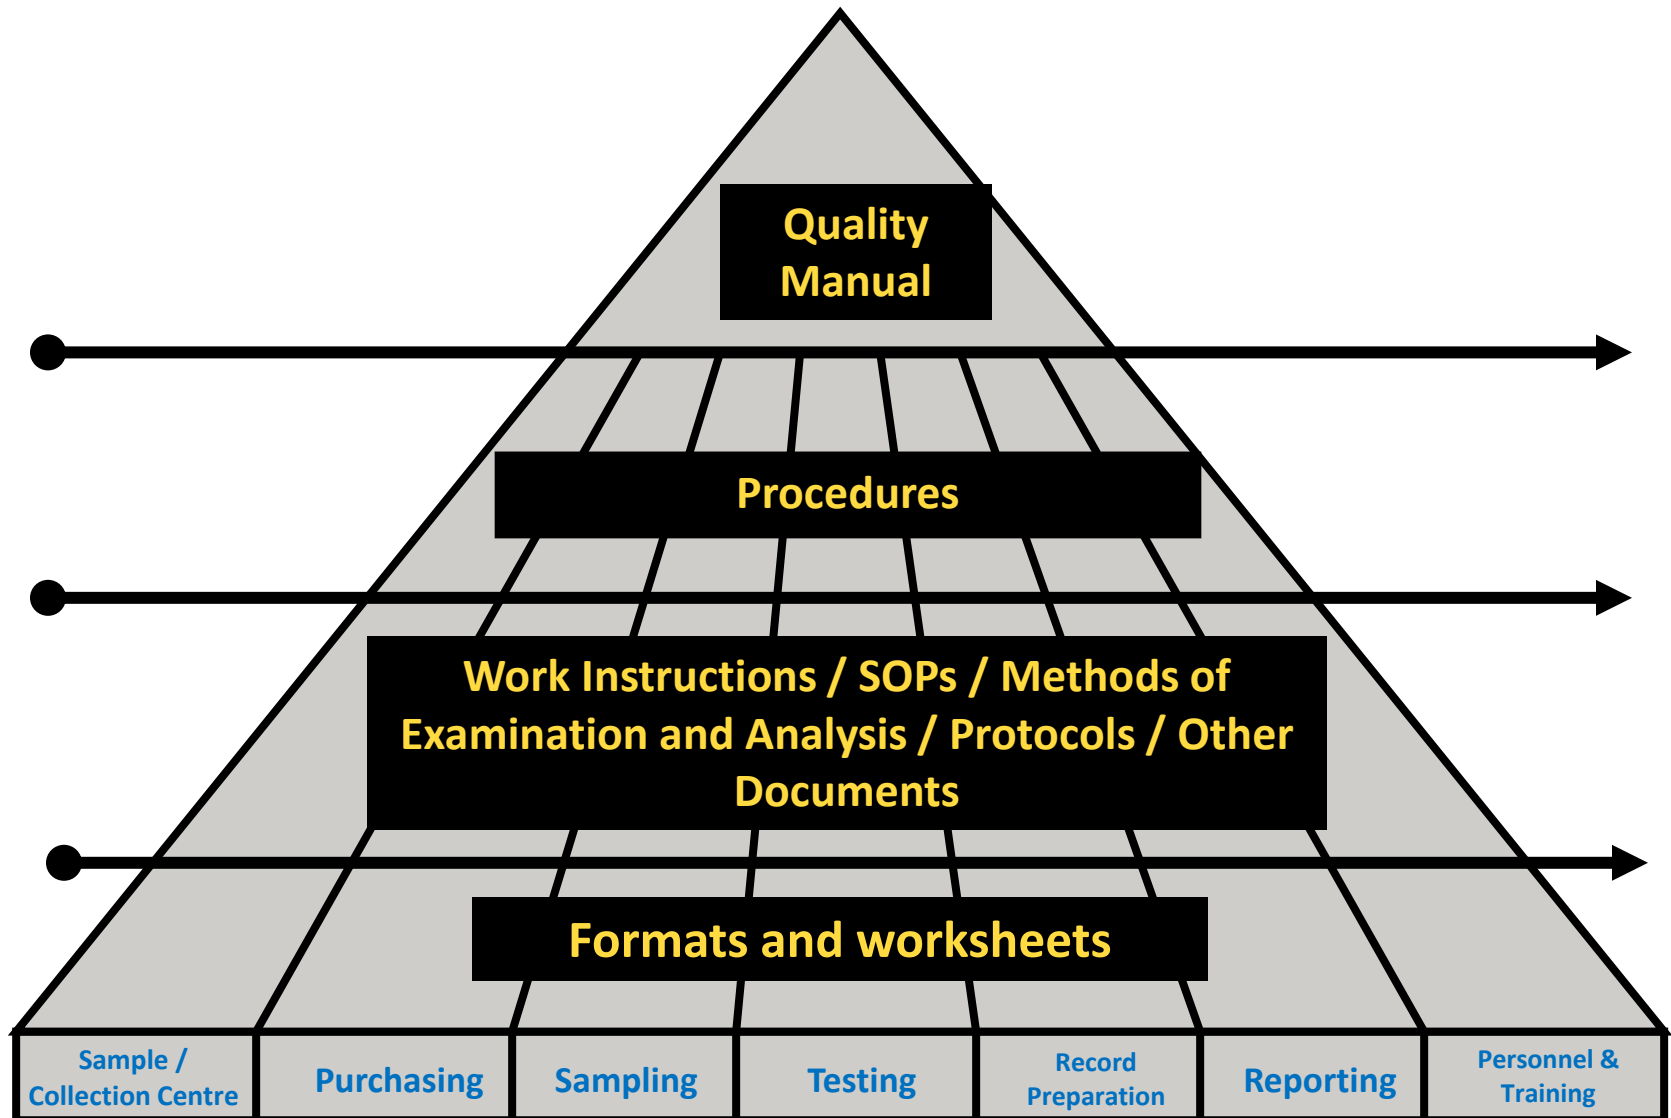 Quality
Manual
Procedures
Work Instructions / SOPs / Methods of
Examination and Analysis / Protocols / Other
Documents
Formats and worksheets
Sample /
Collection Centre
Purchasing
Sampling
Testing
Record
Preparation
Reporting
Personnel &
Training